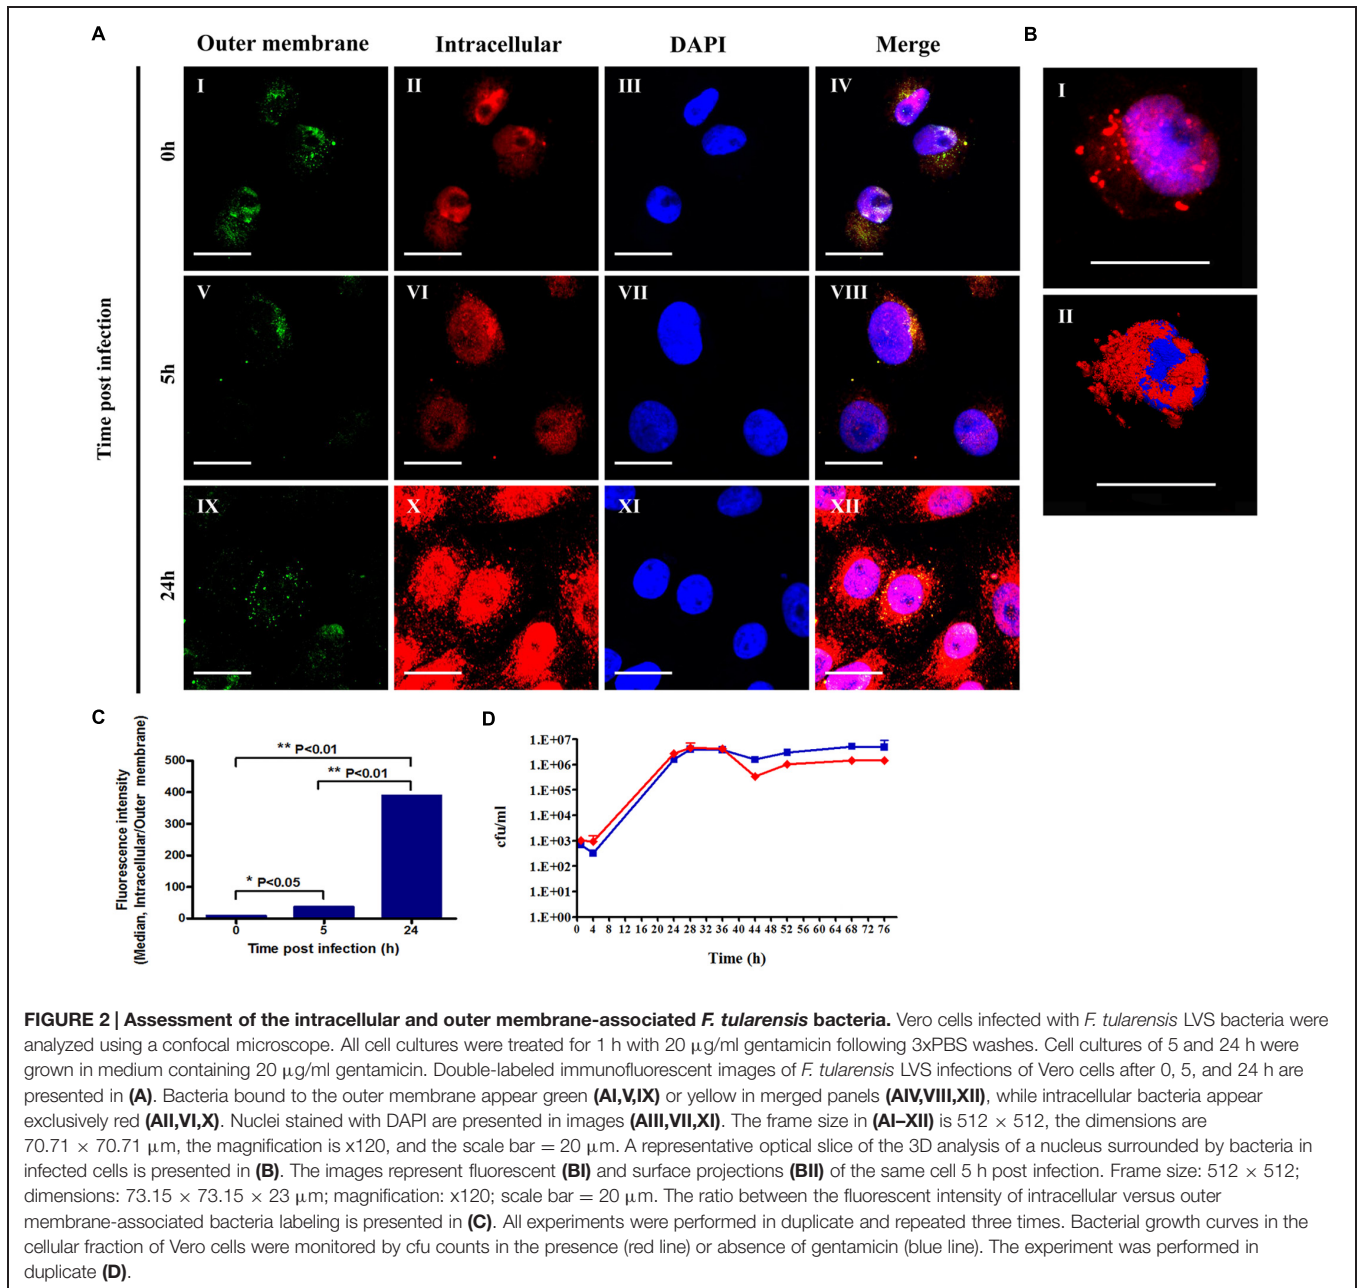 A
B
Outer membrane
Intracellular
DAPI
Merge
Time post infection
0h
I
II
III
IV
5h
V
VI
VII
VIII
24h
IX
X
XI
XII
I
II
C
Fluorescence intensity
(Median, Intracellular/Outer membrane)
500
400
300
200
100
0
** P<0.01
** P<0.01
* P<0.05
0 5 24
Time post infection (h)
D
cfu/ml
1.E+07
1.E+06
1.E+05
1.E+04
1.E+03
1.E+02
1.E+01
1.E+00
0 4 8 12 16 20 24 28 32 36 40 44 48 52 56 60 64 68 72 76
Time (h)
FIGURE 2 | Assessment of the intracellular and outer membrane-associated F. tularensis bacteria. Vero cells infected with F. tularensis LVS bacteria were
analyzed using a confocal microscope. All cell cultures were treated for 1 h with 20 μg/ml gentamicin following 3xPBS washes. Cell cultures of 5 and 24 h were
grown in medium containing 20 μg/ml gentamicin. Double-labeled immunofluorescent images of F. tularensis LVS infections of Vero cells after 0, 5, and 24 h are
presented in (A). Bacteria bound to the outer membrane appear green (AI,V,IX) or yellow in merged panels (AIV,VIII,XII), while intracellular bacteria appear
exclusively red (AII,VI,X). Nuclei stained with DAPI are presented in images (AIII,VII,XI). The frame size in (AI–XII) is 512 × 512, the dimensions are
70.71 × 70.71 μm, the magnification is x120, and the scale bar = 20 μm. A representative optical slice of the 3D analysis of a nucleus surrounded by bacteria in
infected cells is presented in (B). The images represent fluorescent (BI) and surface projections (BII) of the same cell 5 h post infection. Frame size: 512 × 512;
dimensions: 73.15 × 73.15 × 23 μm; magnification: x120; scale bar = 20 μm. The ratio between the fluorescent intensity of intracellular versus outer
membrane-associated bacteria labeling is presented in (C). All experiments were performed in duplicate and repeated three times. Bacterial growth curves in the
cellular fraction of Vero cells were monitored by cfu counts in the presence (red line) or absence of gentamicin (blue line). The experiment was performed in
duplicate (D).